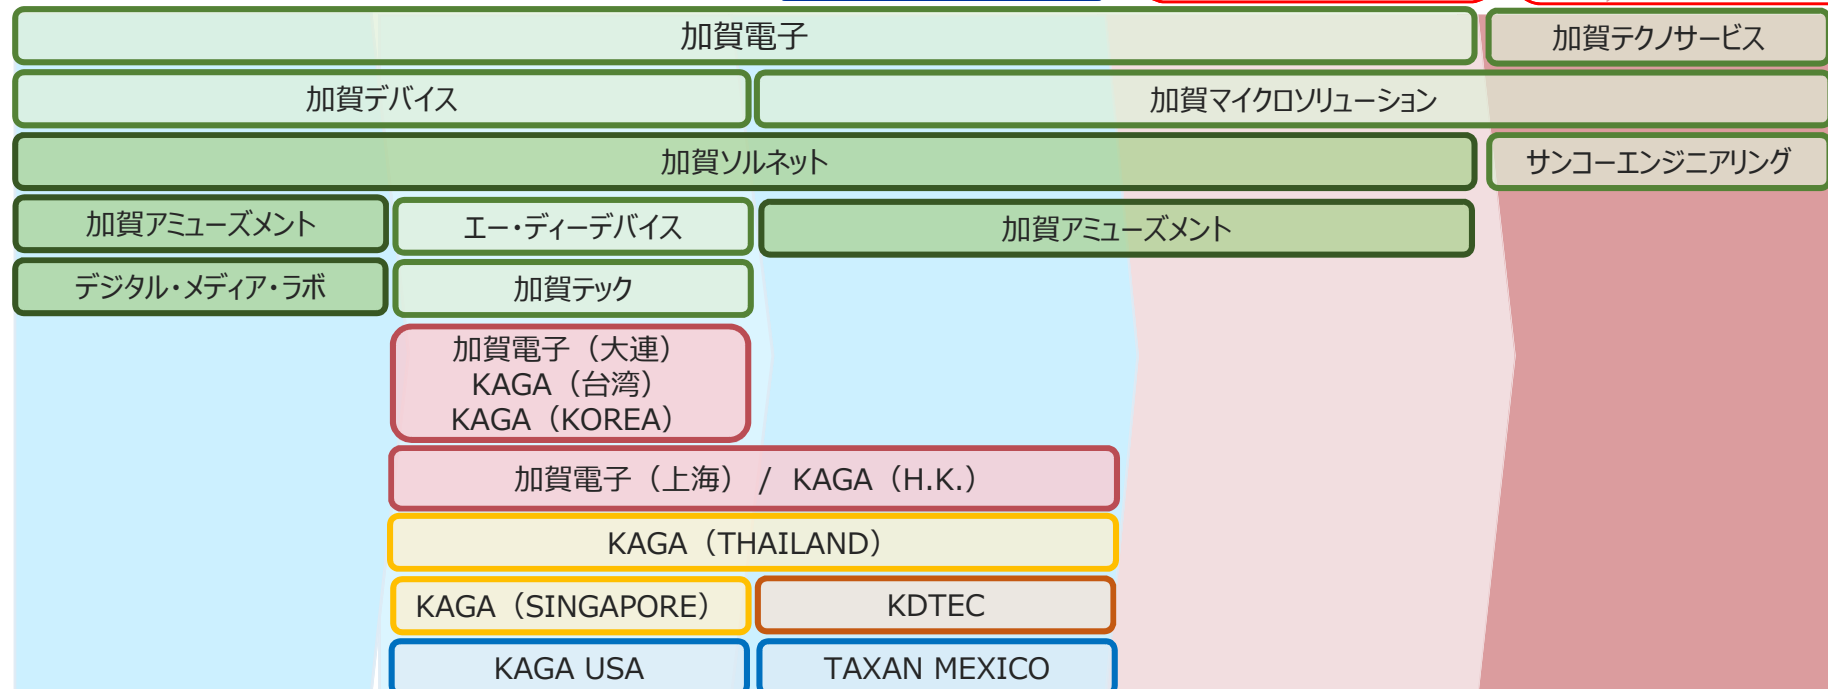 加賀電子
加賀テクノサービス
加賀デバイス
加賀マイクロソリューション
加賀ソルネット
サンコーエンジニアリング
加賀アミューズメント
エー・ディーデバイス
加賀アミューズメント
デジタル・メディア・ラボ
加賀テック
加賀電子（大連）
KAGA（台湾）
KAGA（KOREA）
加賀電子（上海） / KAGA（H.K.）
KAGA（THAILAND）
KAGA（SINGAPORE）
KDTEC
KAGA USA
TAXAN MEXICO